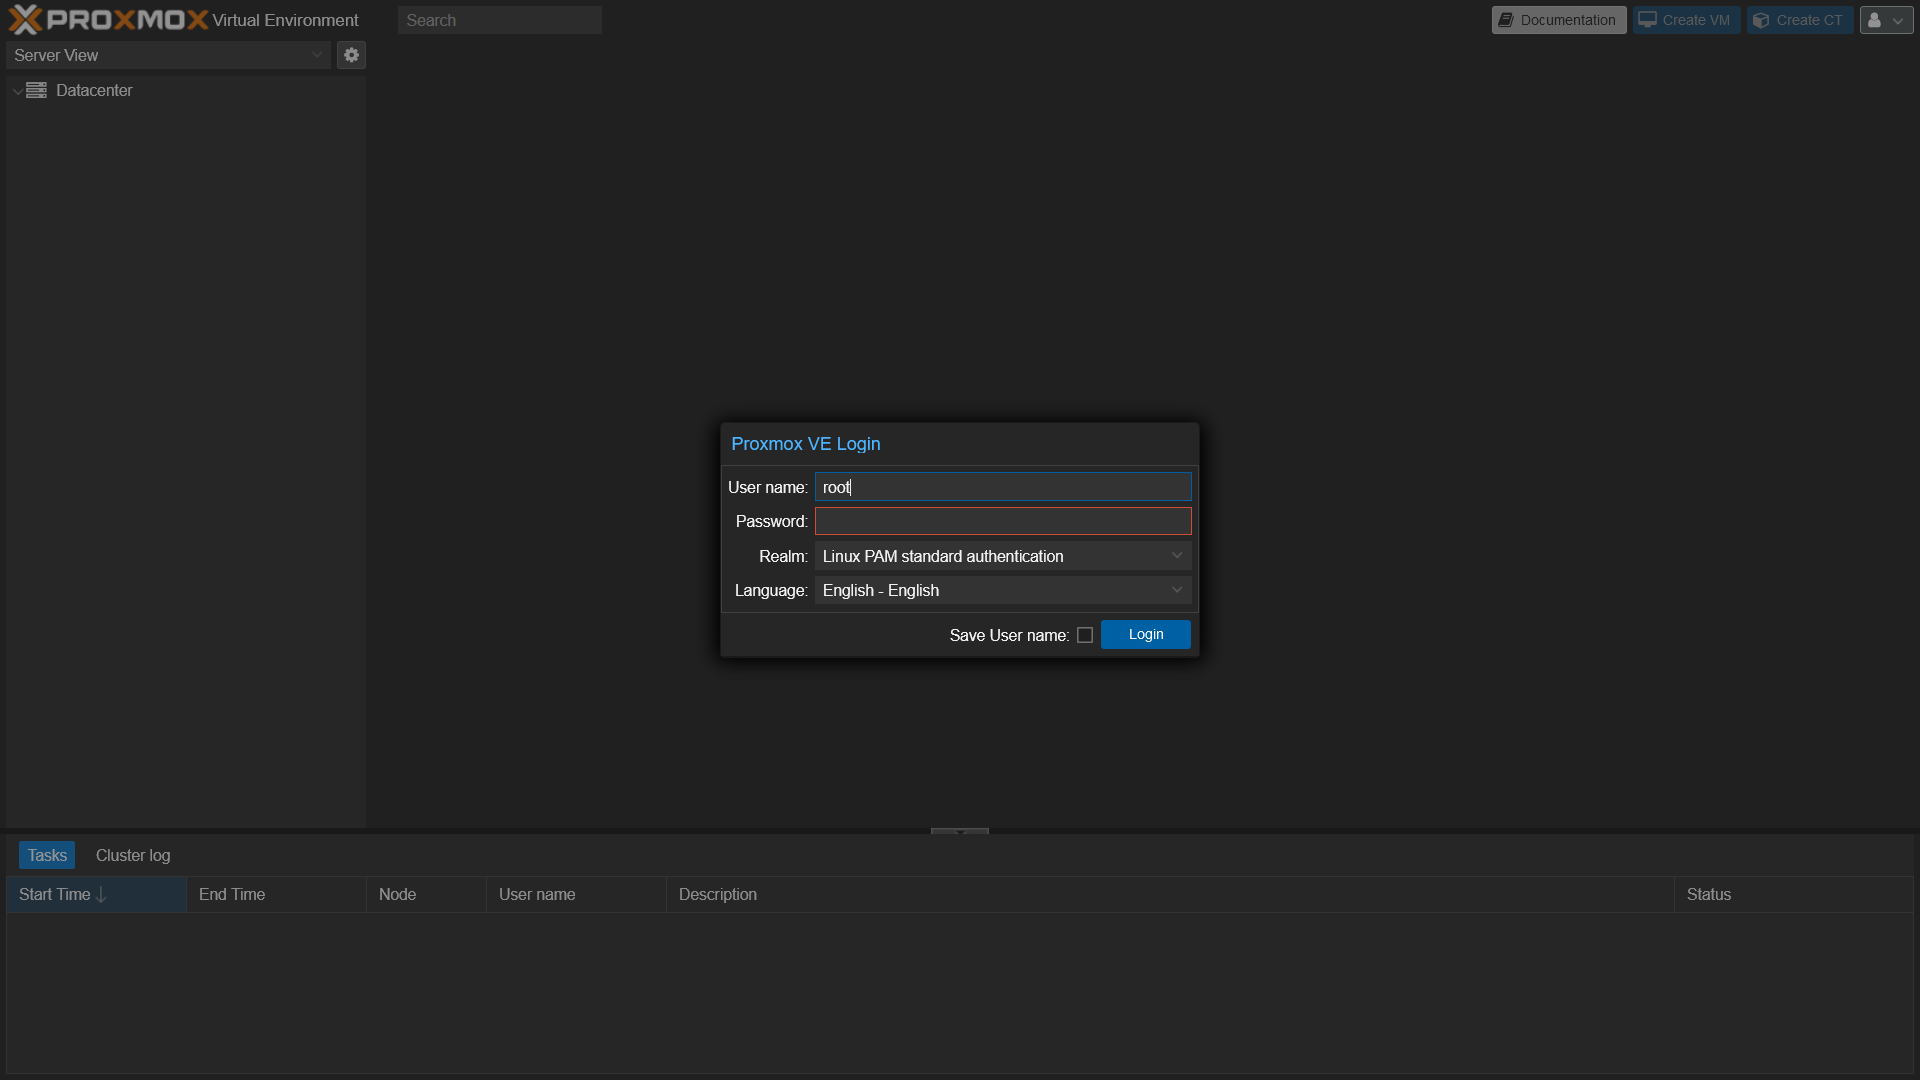 PROXMOX Virtual Environment
Search
Documentation
Create VM
Create CT
Server View
Datacenter
Proxmox VE Login
User name: root
Password:
Realm: Linux PAM standard authentication
Language: English - English
Save User name:
Login
Tasks
Cluster log
Start Time
End Time
Node
User name
Description
Status